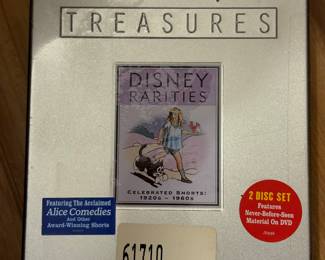 TREASURES
DISNEY
RARITIES
CELEBRATED SHORTS:
1920s – 1960s
Featuring The Acclaimed
Alice Comedies
And Other
Award-Winning Shorts
2 DISC SET
Features
Never-Before-Seen
Material On DVD
61710